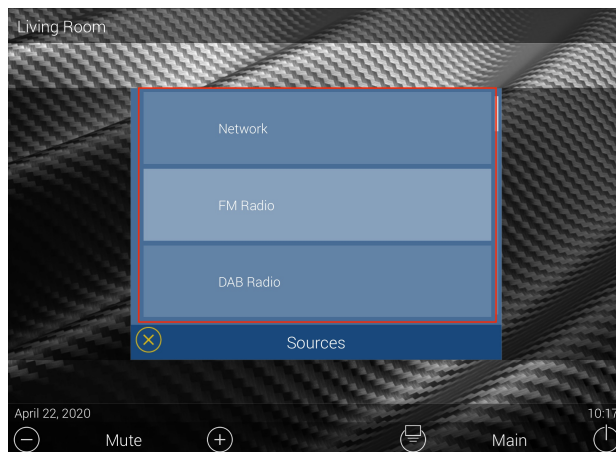 Living Room
Network
FM Radio
DAB Radio
Sources
April 22, 2020
10:17
Mute
Main